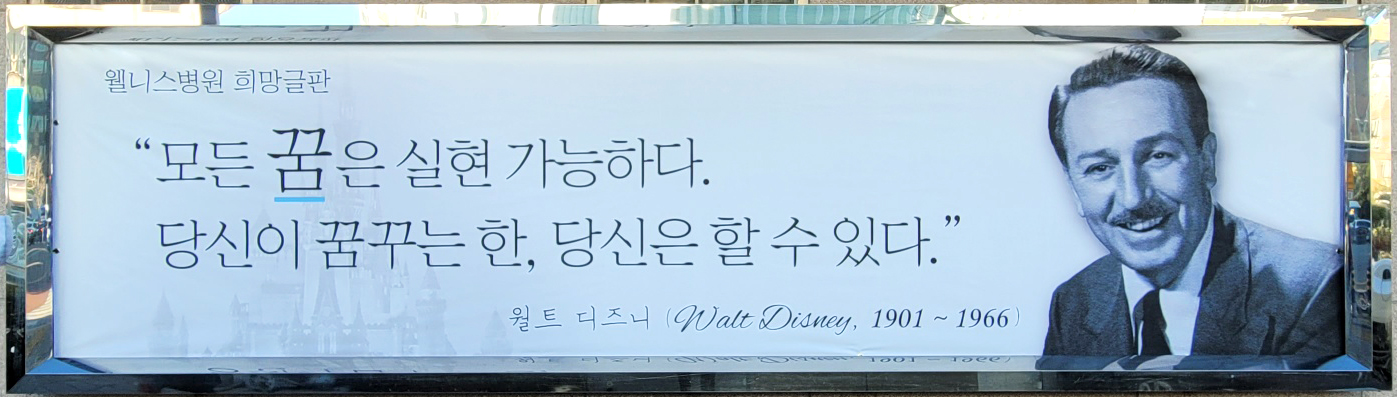 웰니스병원 희망글판
“모든 꿈은 실현 가능하다.
당신이 꿈꾸는 한, 당신은 할 수 있다.”
월트 디즈니 (Walt Disney, 1901 ~ 1966)